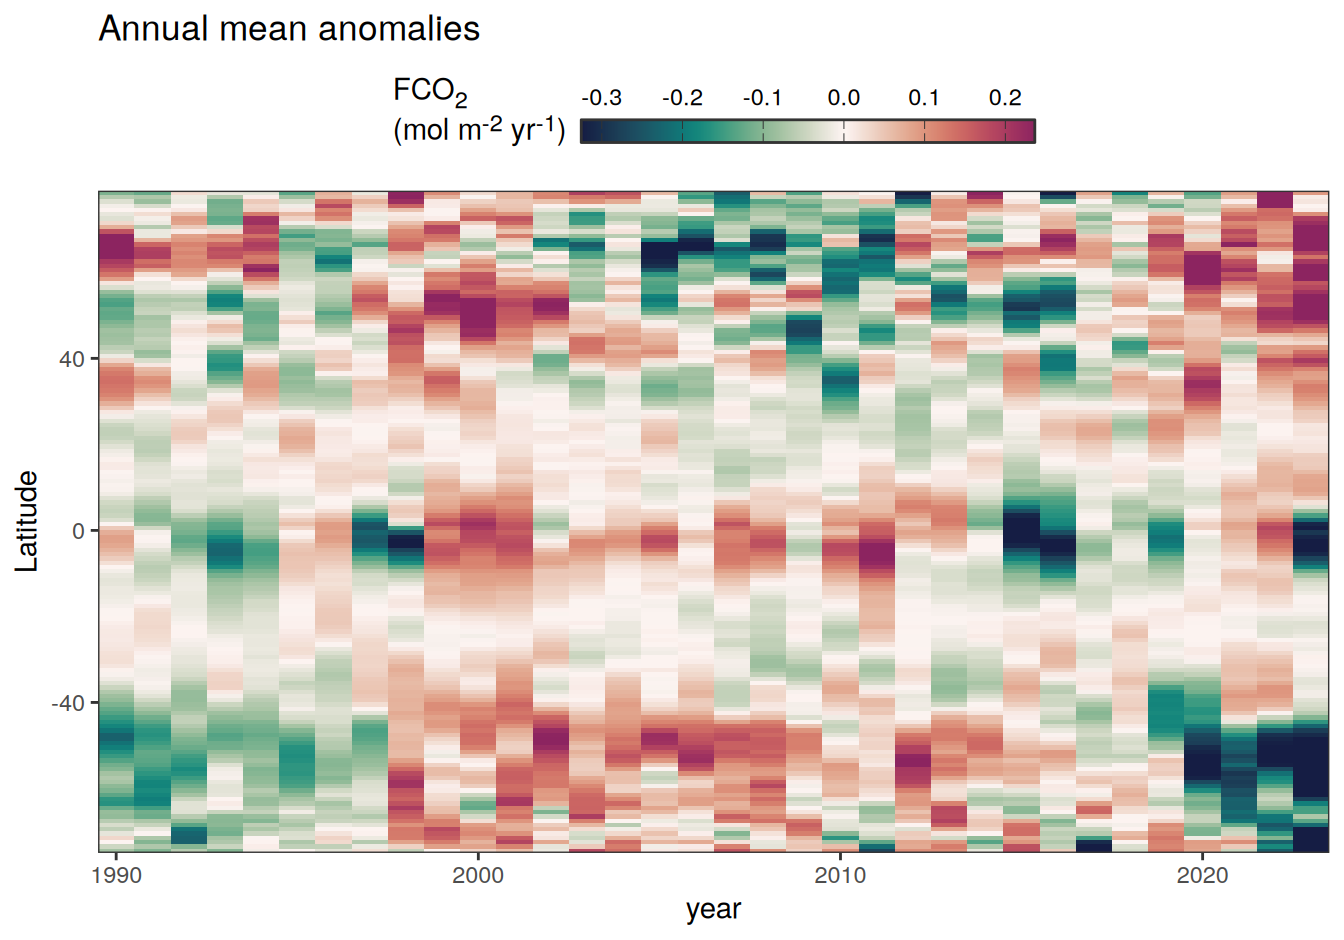 Annual mean anomalies
FCO₂
(mol m⁻² yr⁻¹)
-0.3 -0.2 -0.1 0.0 0.1 0.2
Latitude
40
0
-40
1990 2000 2010 2020
year